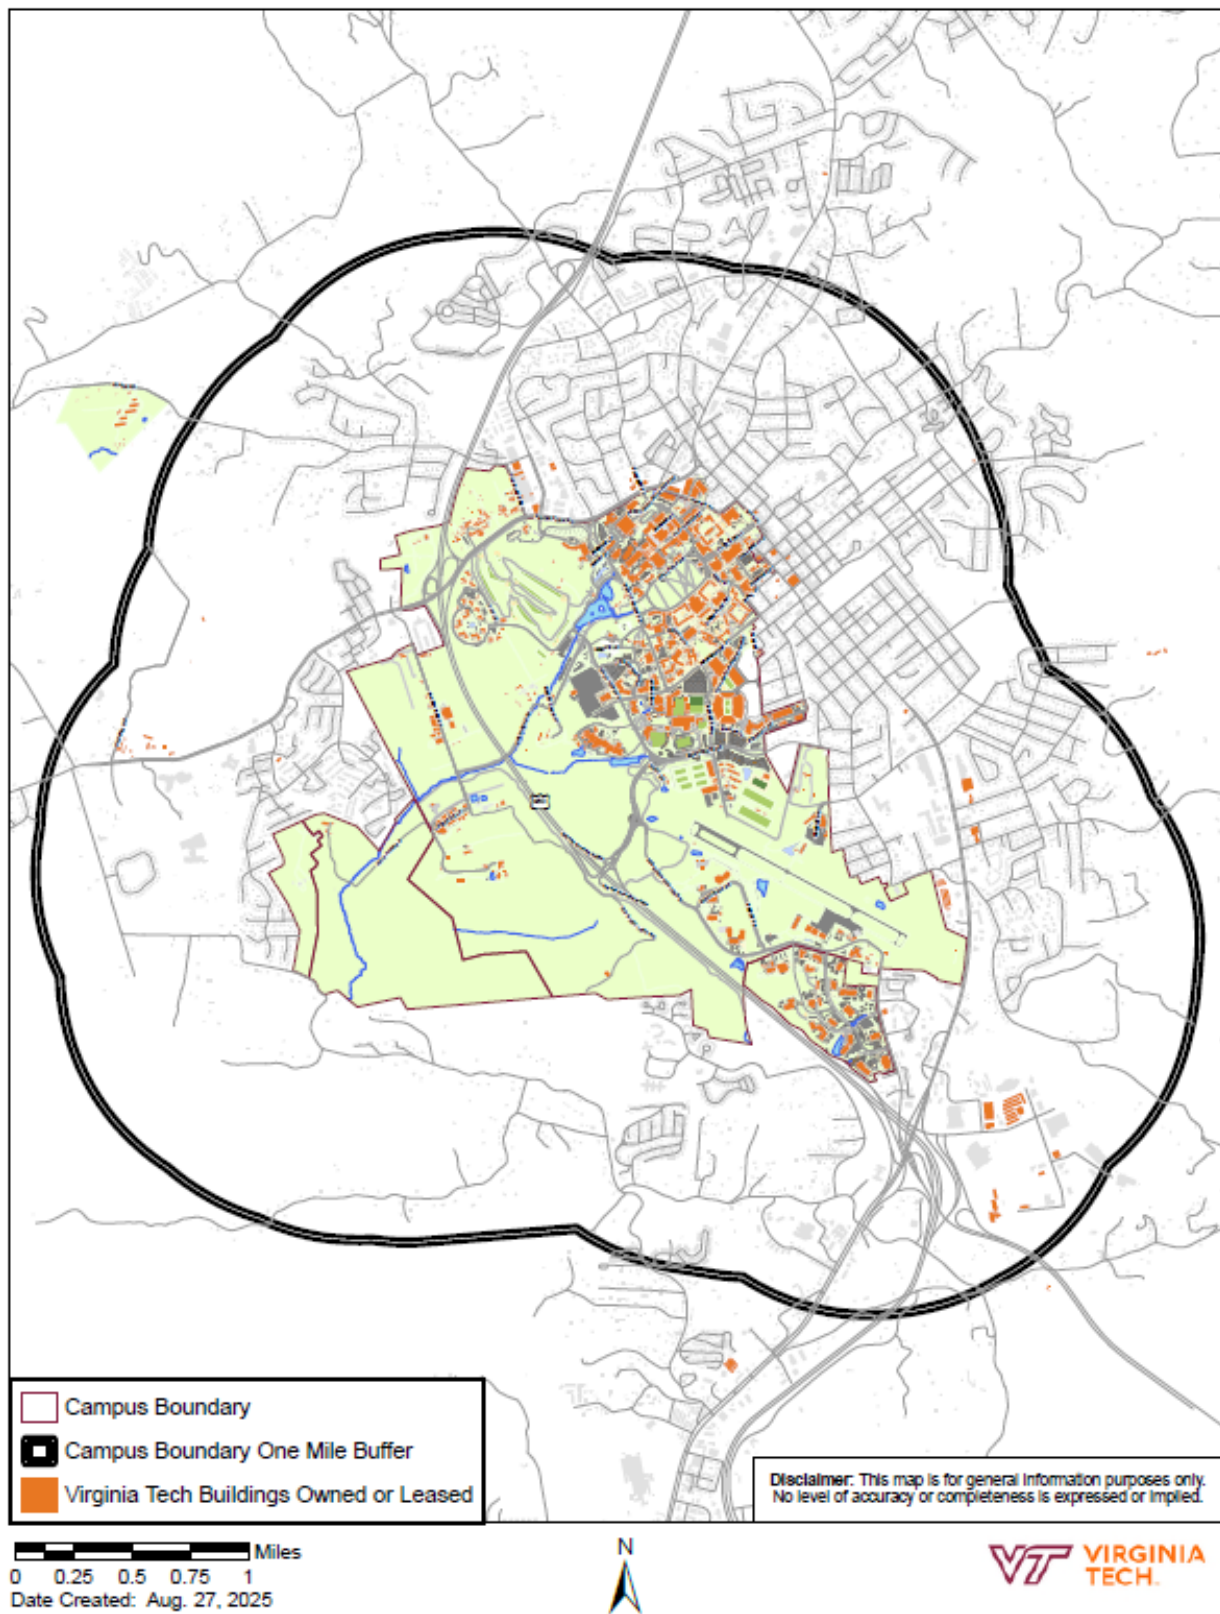 Campus Boundary
Campus Boundary One Mile Buffer
Virginia Tech Buildings Owned or Leased
Disclaimer: This map is for general information purposes only.
No level of accuracy or completeness is expressed or implied.
Miles
0 0.25 0.5 0.75 1
Date Created: Aug. 27, 2025
N
VT VIRGINIA
TECH.